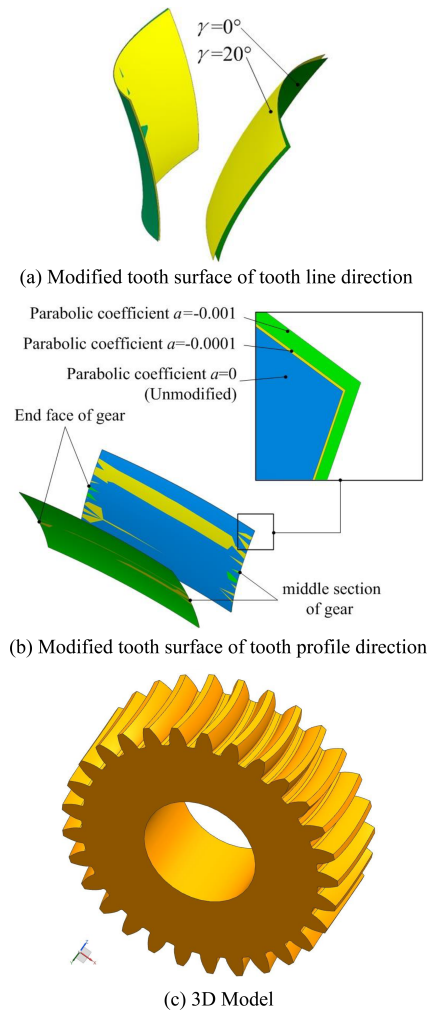 γ=0°
γ=20°
(a) Modified tooth surface of tooth line direction
Parabolic coefficient a=-0.001
Parabolic coefficient a=-0.0001
Parabolic coefficient a=0
(Unmodified)
End face of gear
middle section
of gear
(b) Modified tooth surface of tooth profile direction
(c) 3D Model